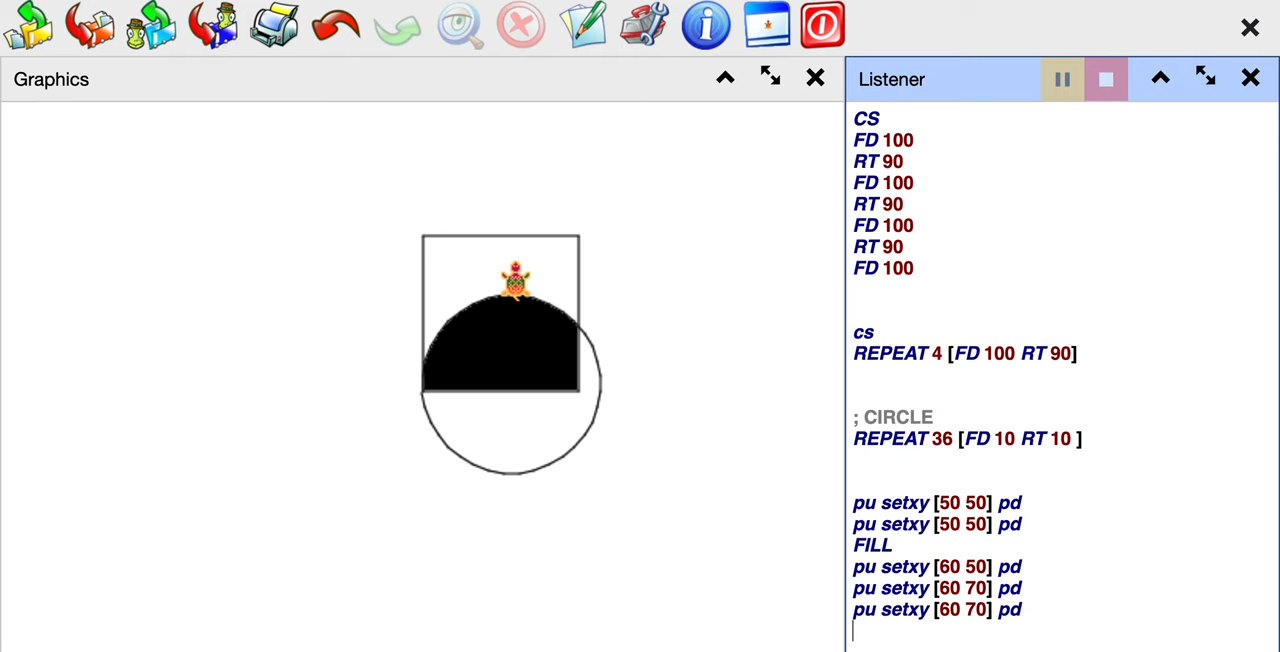 Graphics
Listener
CS
FD 100
RT 90
FD 100
RT 90
FD 100
RT 90
FD 100
cs
REPEAT 4 [FD 100 RT 90]
; CIRCLE
REPEAT 36 [FD 10 RT 10 ]
pu setxy [50 50] pd
pu setxy [50 50] pd
FILL
pu setxy [60 50] pd
pu setxy [60 70] pd
pu setxy [60 70] pd